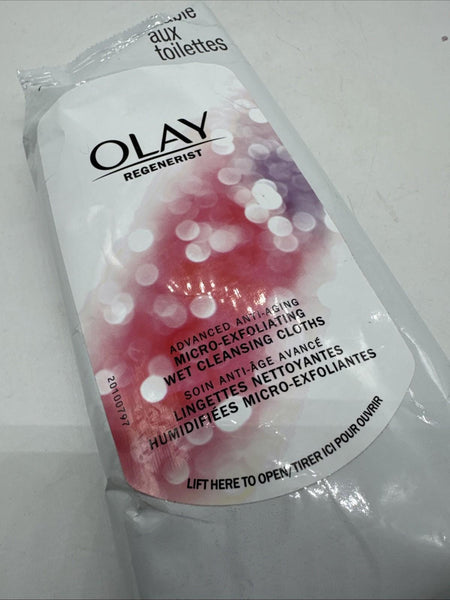 aux
toilettes
OLAY
REGENERIST
ADVANCED ANTI-AGING
MICRO-EXFOLIATING
WET CLEANSING CLOTHS
SOIN ANTI-ÂGE AVANCÉ
LINGETTES NETTOYANTES
HUMIDIFIÉES MICRO-EXFOLIANTES
20100797
LIFT HERE TO OPEN/TIRER ICI POUR OUVRIR